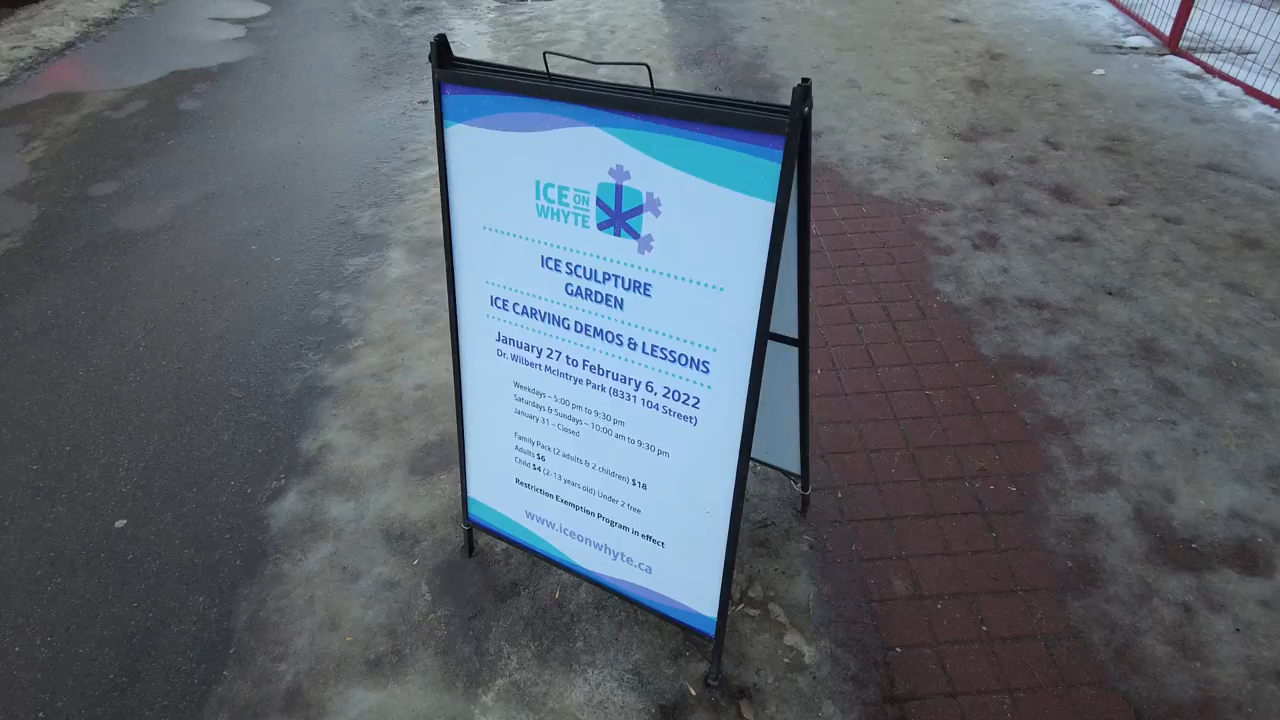 ICE ON
WHYTE
ICE SCULPTURE
GARDEN
ICE CARVING DEMOS & LESSONS
January 27 to February 6, 2022
Dr. Wilbert McIntrye Park (8331 104 Street)
Weekdays – 5:00 pm to 9:30 pm
Saturdays & Sundays – 10:00 am to 9:30 pm
January 31 – Closed
Family Pack (2 adults & 2 children) $18
Adults $6
Child $4 (2-13 years old) Under 2 free
Restriction Exemption Program in effect
www.iceonwhyte.ca